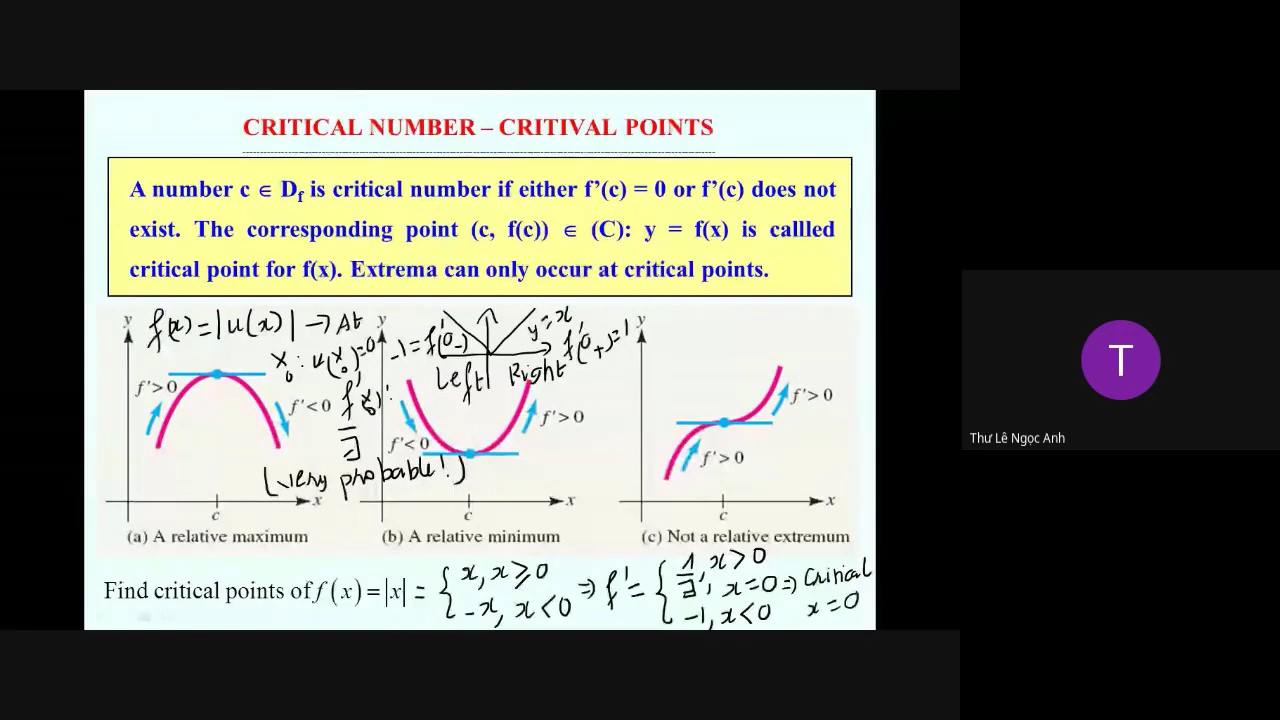 CRITICAL NUMBER – CRITIVAL POINTS
A number c ∈ Df is critical number if either f’(c) = 0 or f’(c) does not
exist. The corresponding point (c, f(c)) ∈ (C): y = f(x) is callled
critical point for f(x). Extrema can only occur at critical points.
f(x) = |u(x)| → At
x₀ : u(x₀) = 0
f'(x₀) :
∃̅
(very probable!)
-1 = f'(0-)
y = x
f'(0+) = 1
Left
Right
y
f'>0
f'<0
c
x
(a) A relative maximum
y
f'<0
f'>0
c
x
(b) A relative minimum
y
f'>0
f'>0
c
x
(c) Not a relative extremum
Find critical points of f(x) = |x| = { x, x ≥ 0 ⇒ f' = { 1, x > 0
-x, x < 0
∃̅, x = 0 ⇒ Critical
-1, x < 0
x = 0
T
Thư Lê Ngọc Anh